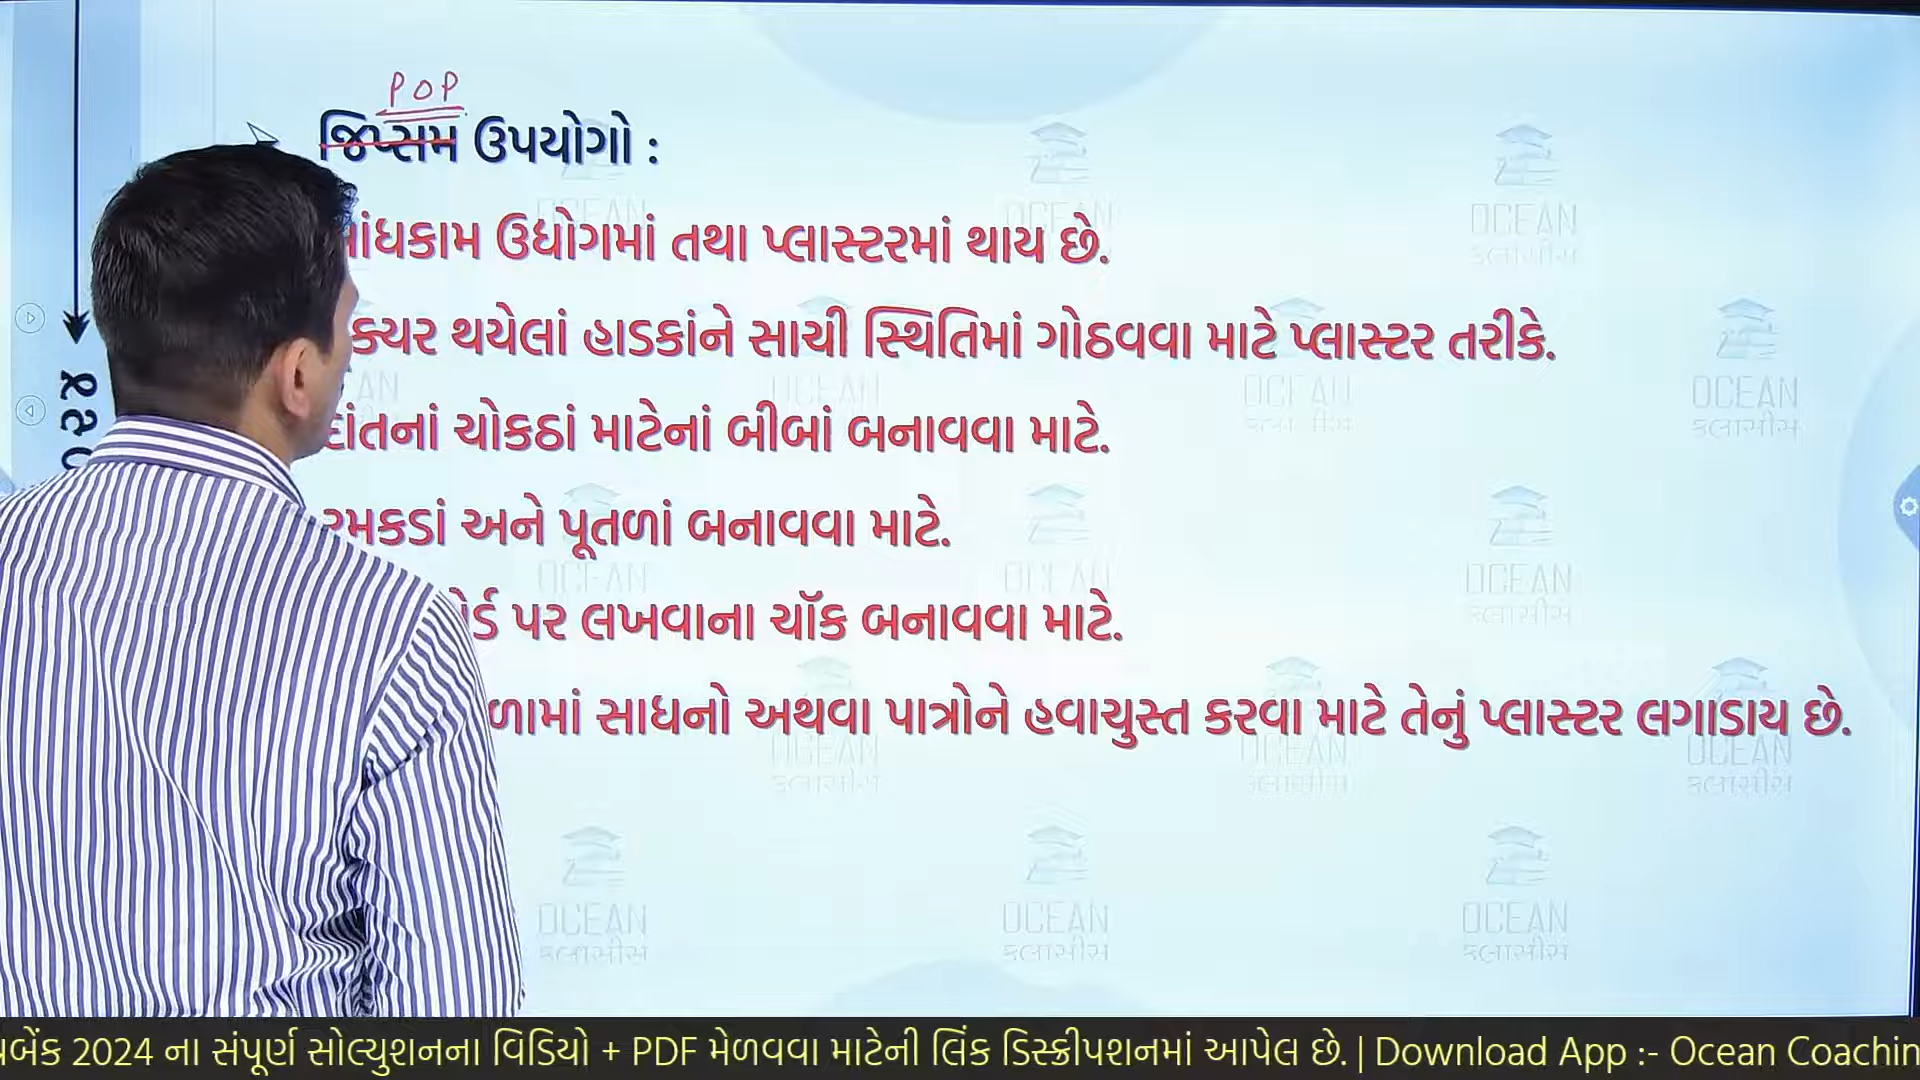 POP
જિપ્સમ ઉપયોગો :
બાંધકામ ઉદ્યોગમાં તથા પ્લાસ્ટરમાં થાય છે.
થયેલાં હાડકાંને સાચી સ્થિતિમાં ગોઠવવા માટે પ્લાસ્ટર તરીકે.
દાંતનાં ચોકઠાં માટેનાં બીબાં બનાવવા માટે.
રમકડાં અને પૂતળાં બનાવવા માટે.
પર લખવાના ચૉક બનાવવા માટે.
સાધનો અથવા પાત્રોને હવાચુસ્ત કરવા માટે તેનું પ્લાસ્ટર લગાડાય છે.
OCEAN
ક્લાસીસ
2024 ના સંપૂર્ણ સોલ્યુશનના વિડિયો + PDF મેળવવા માટેની લિંક ડિસ્ક્રીપશનમાં આપેલ છે. | Download App :- Ocean